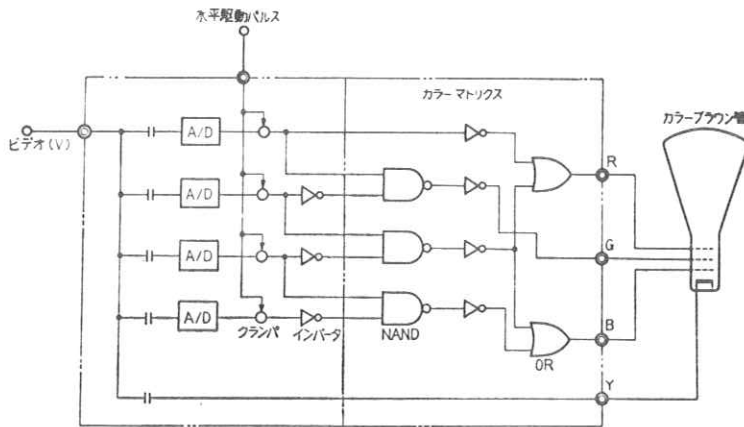 水平駆動パルス
カラーマトリクス
カラーブラウン管
ビデオ(V)
A/D
R
A/D
G
A/D
A/D
クランパ
インバータ
NAND
OR
B
Y